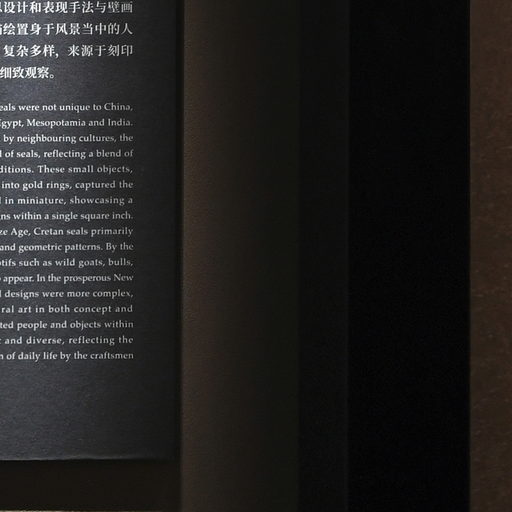 设计和表现手法与壁画
绘置身于风景当中的人
复杂多样，来源于刻印
细致观察。
eals were not unique to China,
Egypt, Mesopotamia and India.
by neighbouring cultures, the
of seals, reflecting a blend of
ditions. These small objects,
into gold rings, captured the
in miniature, showcasing a
ns within a single square inch.
ze Age, Cretan seals primarily
and geometric patterns. By the
otifs such as wild goats, bulls,
appear. In the prosperous New
designs were more complex,
ral art in both concept and
ted people and objects within
and diverse, reflecting the
n of daily life by the craftsmen